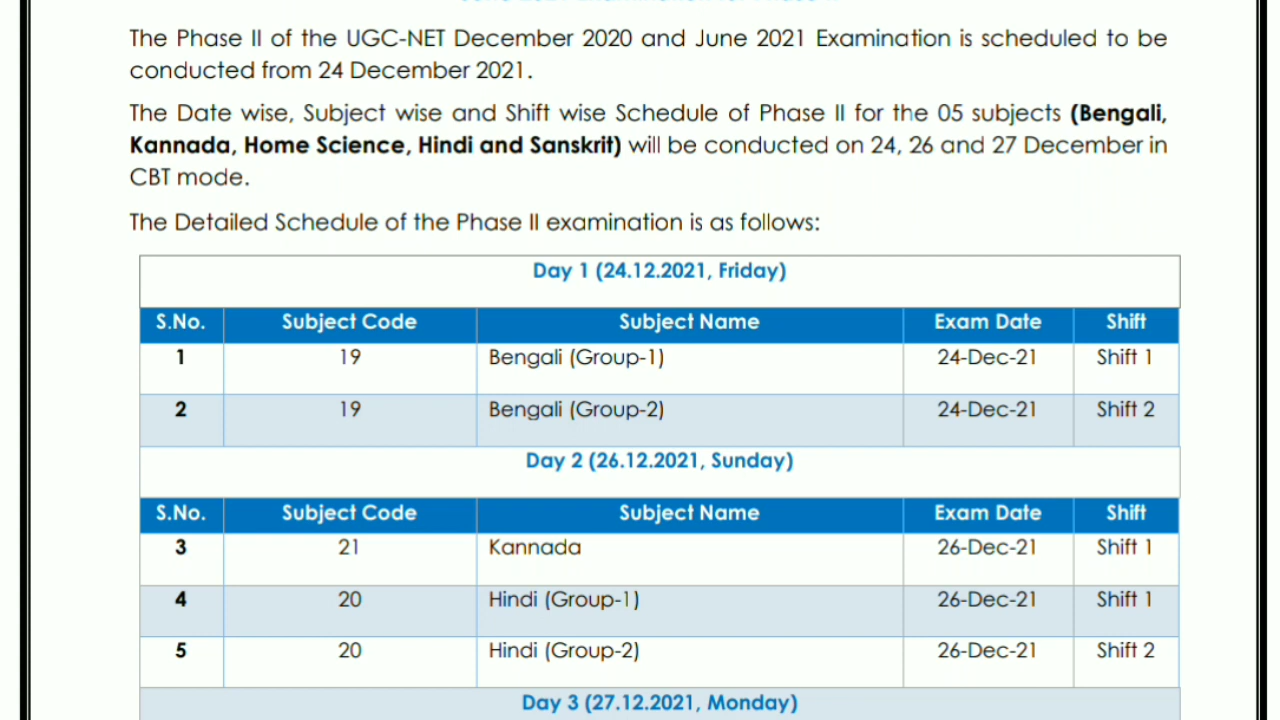 The Phase II of the UGC-NET December 2020 and June 2021 Examination is scheduled to be
conducted from 24 December 2021.
The Date wise, Subject wise and Shift wise Schedule of Phase II for the 05 subjects (Bengali,
Kannada, Home Science, Hindi and Sanskrit) will be conducted on 24, 26 and 27 December in
CBT mode.
The Detailed Schedule of the Phase II examination is as follows:
Day 1 (24.12.2021, Friday)
S.No. Subject Code Subject Name Exam Date Shift
1 19 Bengali (Group-1) 24-Dec-21 Shift 1
2 19 Bengali (Group-2) 24-Dec-21 Shift 2
Day 2 (26.12.2021, Sunday)
S.No. Subject Code Subject Name Exam Date Shift
3 21 Kannada 26-Dec-21 Shift 1
4 20 Hindi (Group-1) 26-Dec-21 Shift 1
5 20 Hindi (Group-2) 26-Dec-21 Shift 2
Day 3 (27.12.2021, Monday)